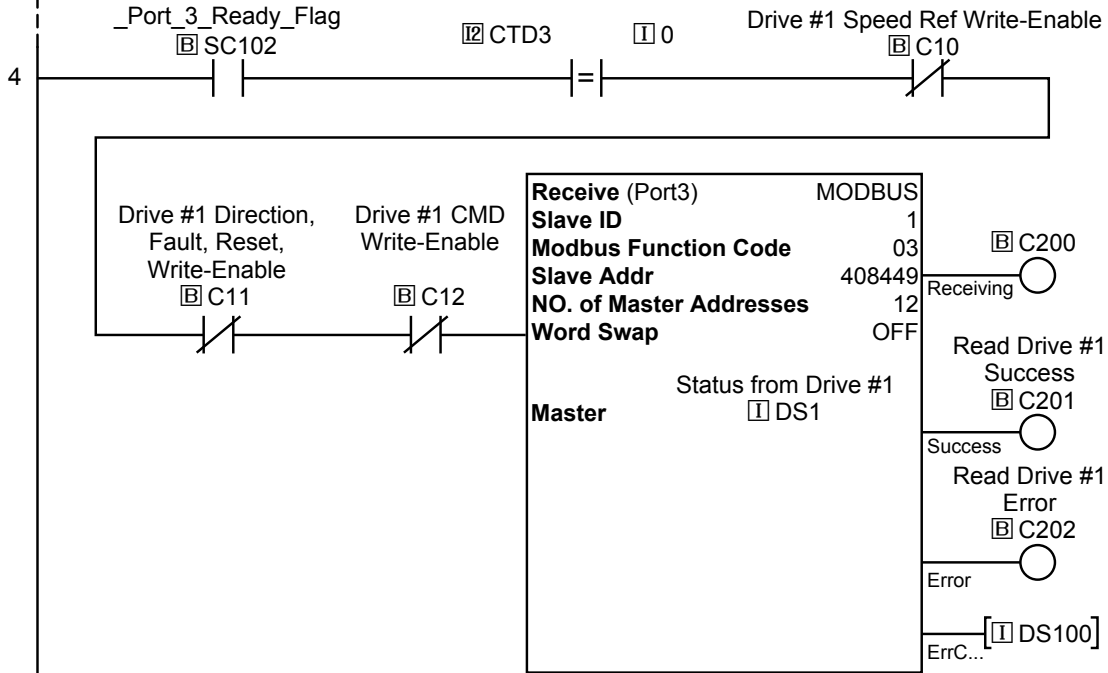 _Port_3_Ready_Flag
B SC102
I2 CTD3
I 0
Drive #1 Speed Ref Write-Enable
B C10
4
=
Drive #1 Direction,
Fault, Reset,
Write-Enable
B C11
Drive #1 CMD
Write-Enable
B C12
Receive (Port3) MODBUS
Slave ID 1
Modbus Function Code 03
Slave Addr 408449
NO. of Master Addresses 12
Word Swap OFF
Status from Drive #1
Master I DS1
B C200
Receiving
Read Drive #1
Success
B C201
Success
Read Drive #1
Error
B C202
Error
[I DS100]
ErrC...